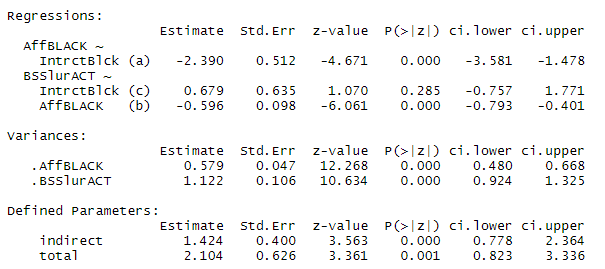 Regressions:
Estimate Std.Err z-value P(>|z|) ci.lower ci.upper
AffBLACK ~
IntrctBlck (a) -2.390 0.512 -4.671 0.000 -3.581 -1.478
BSSlurACT ~
IntrctBlck (c) 0.679 0.635 1.070 0.285 -0.757 1.771
AffBLACK (b) -0.596 0.098 -6.061 0.000 -0.793 -0.401
Variances:
Estimate Std.Err z-value P(>|z|) ci.lower ci.upper
.AffBLACK 0.579 0.047 12.268 0.000 0.480 0.668
.BSSlurACT 1.122 0.106 10.634 0.000 0.924 1.325
Defined Parameters:
Estimate Std.Err z-value P(>|z|) ci.lower ci.upper
indirect 1.424 0.400 3.563 0.000 0.778 2.364
total 2.104 0.626 3.361 0.001 0.823 3.336